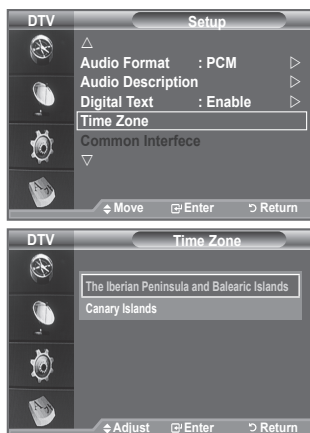 DTV Setup
△
Audio Format : PCM ▷
Audio Description ▷
Digital Text : Enable ▷
Time Zone
Common Interfece
▽
Move Enter Return
DTV Time Zone
The Iberian Peninsula and Balearic Islands
Canary Islands
Adjust Enter Return